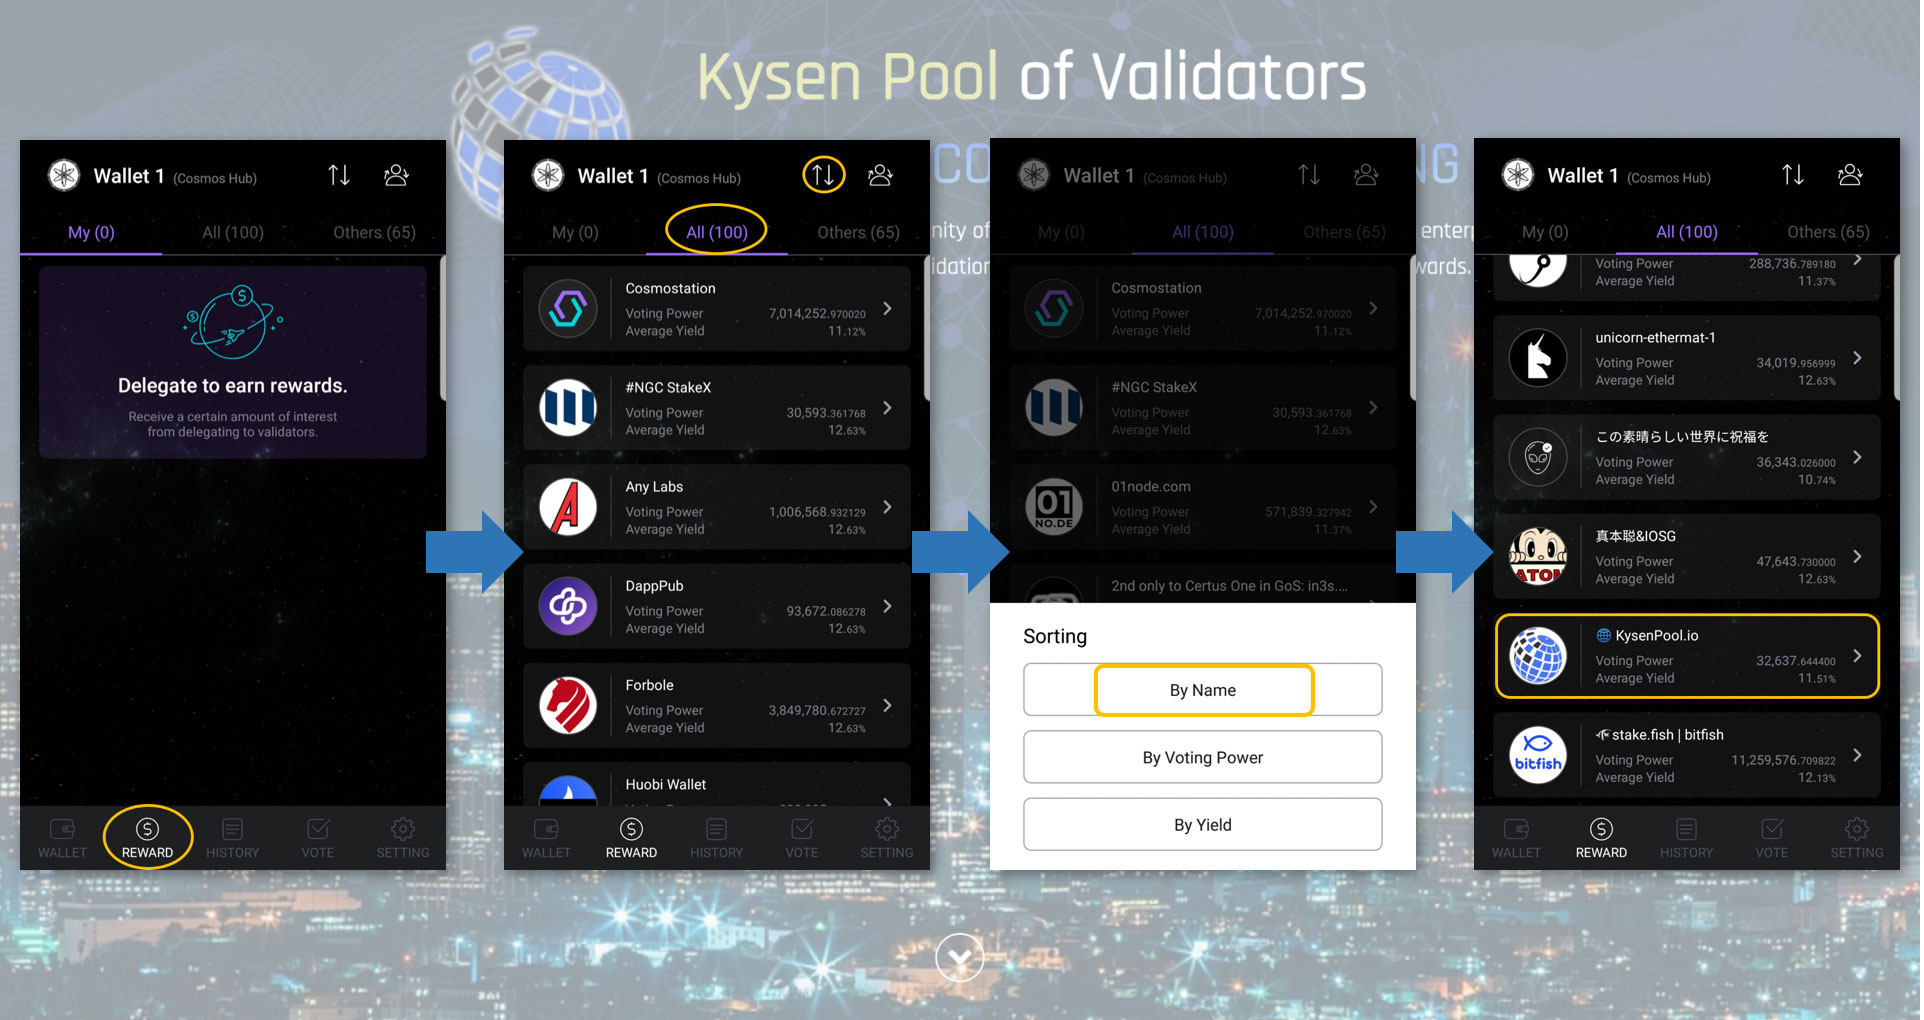 Kysen Pool of Validators
CO
NG
nity of
enterp
idation
wards.
Wallet 1 (Cosmos Hub)
My (0)
All (100)
Others (65)
Delegate to earn rewards.
Receive a certain amount of interest
from delegating to validators.
WALLET
REWARD
HISTORY
VOTE
SETTING
Wallet 1 (Cosmos Hub)
My (0)
All (100)
Others (65)
Cosmostation
Voting Power 7,014,252.970020
Average Yield 11.12%
#NGC StakeX
Voting Power 30,593.361768
Average Yield 12.63%
Any Labs
Voting Power 1,006,568.932129
Average Yield 12.63%
DappPub
Voting Power 93,672.086278
Average Yield 12.63%
Forbole
Voting Power 3,849,780.672727
Average Yield 12.63%
Huobi Wallet
WALLET
REWARD
HISTORY
VOTE
SETTING
Wallet 1 (Cosmos Hub)
My (0)
All (100)
Others (65)
Cosmostation
Voting Power 7,014,252.970020
Average Yield 11.12%
#NGC StakeX
Voting Power 30,593.361768
Average Yield 12.63%
01
NO.DE
01node.com
Voting Power 571,839.327942
Average Yield 11.37%
2nd only to Certus One in GoS: in3s....
Sorting
By Name
By Voting Power
By Yield
Wallet 1 (Cosmos Hub)
My (0)
All (100)
Others (65)
Voting Power 288,736.789180
Average Yield 11.37%
unicorn-ethermat-1
Voting Power 34,019.956999
Average Yield 12.63%
この素晴らしい世界に祝福を
Voting Power 36,343.026000
Average Yield 10.74%
ATOM
真本聡&IOSG
Voting Power 47,643.730000
Average Yield 12.63%
KysenPool.io
Voting Power 32,637.644400
Average Yield 11.51%
bitfish
stake.fish | bitfish
Voting Power 11,259,576.709822
Average Yield 12.13%
WALLET
REWARD
HISTORY
VOTE
SETTING